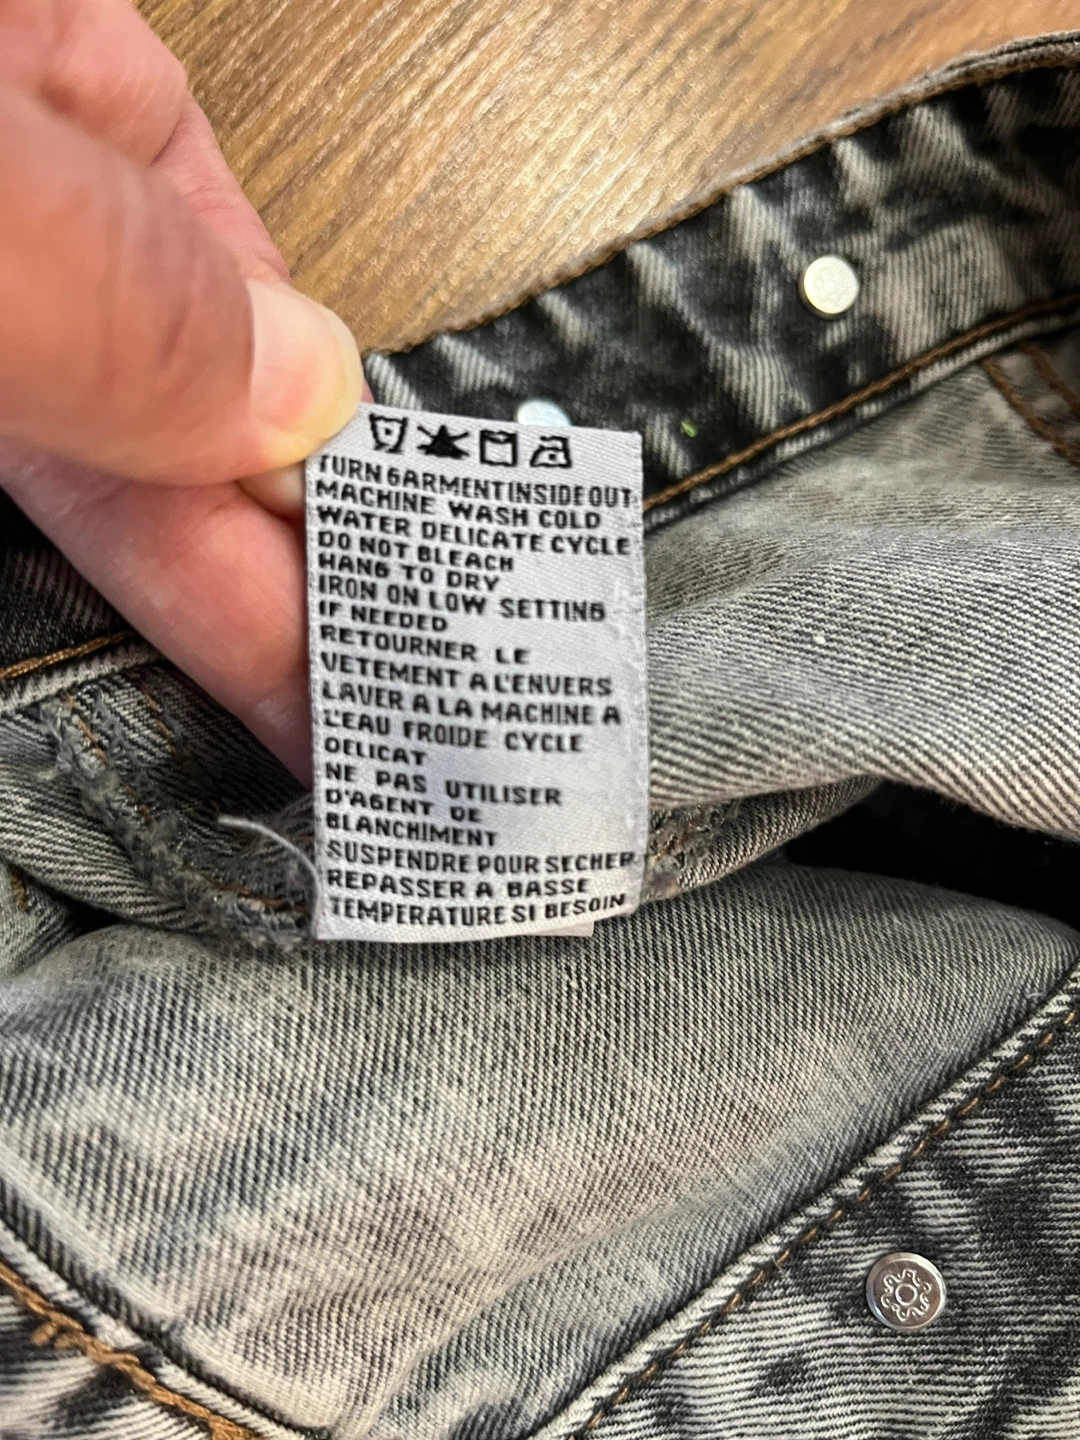 TURN GARMENT INSIDE OUT
MACHINE WASH COLD
WATER DELICATE CYCLE
DO NOT BLEACH
HANG TO DRY
IRON ON LOW SETTING
IF NEEDED
RETOURNER LE
VETEMENT A L'ENVERS
LAVER A LA MACHINE A
L'EAU FROIDE CYCLE
DELICAT
NE PAS UTILISER
D'AGENT DE
BLANCHIMENT
SUSPENDRE POUR SECHER
REPASSER A BASSE
TEMPERATURE SI BESOIN